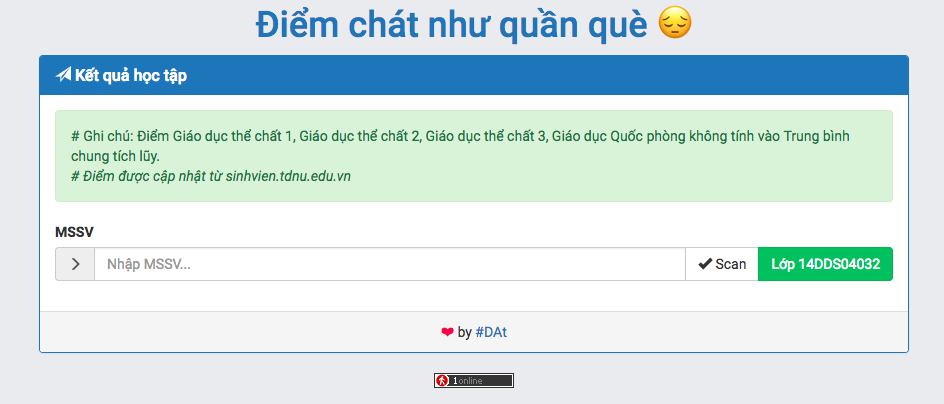 Điểm chát như quần què 😔
Kết quả học tập
# Ghi chú: Điểm Giáo dục thể chất 1, Giáo dục thể chất 2, Giáo dục thể chất 3, Giáo dục Quốc phòng không tính vào Trung bình
chung tích lũy.
# Điểm được cập nhật từ sinhvien.tdnu.edu.vn
MSSV
Nhập MSSV... ✔ Scan Lớp 14DDS04032
❤ by #DAt
1online